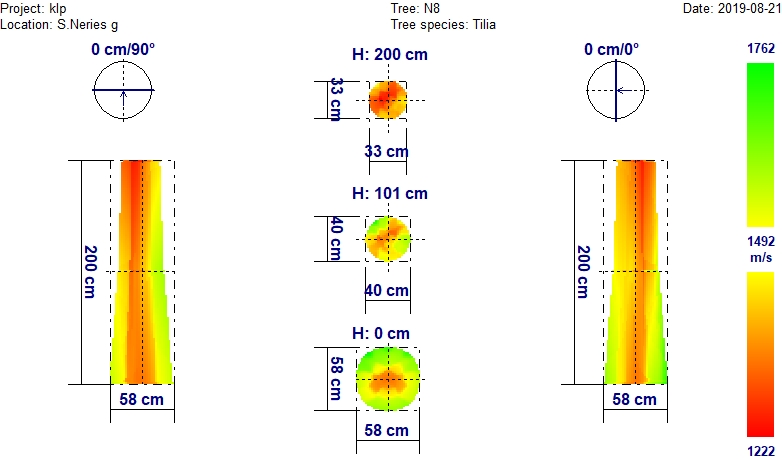 Project: klp
Tree: N8
Date: 2019-08-21
Location: S.Neries g
Tree species: Tilia
0 cm/90°
H: 200 cm
0 cm/0°
1762
33 cm
33 cm
H: 101 cm
40 cm
40 cm
200 cm
200 cm
1492
m/s
H: 0 cm
58 cm
58 cm
58 cm
58 cm
1222